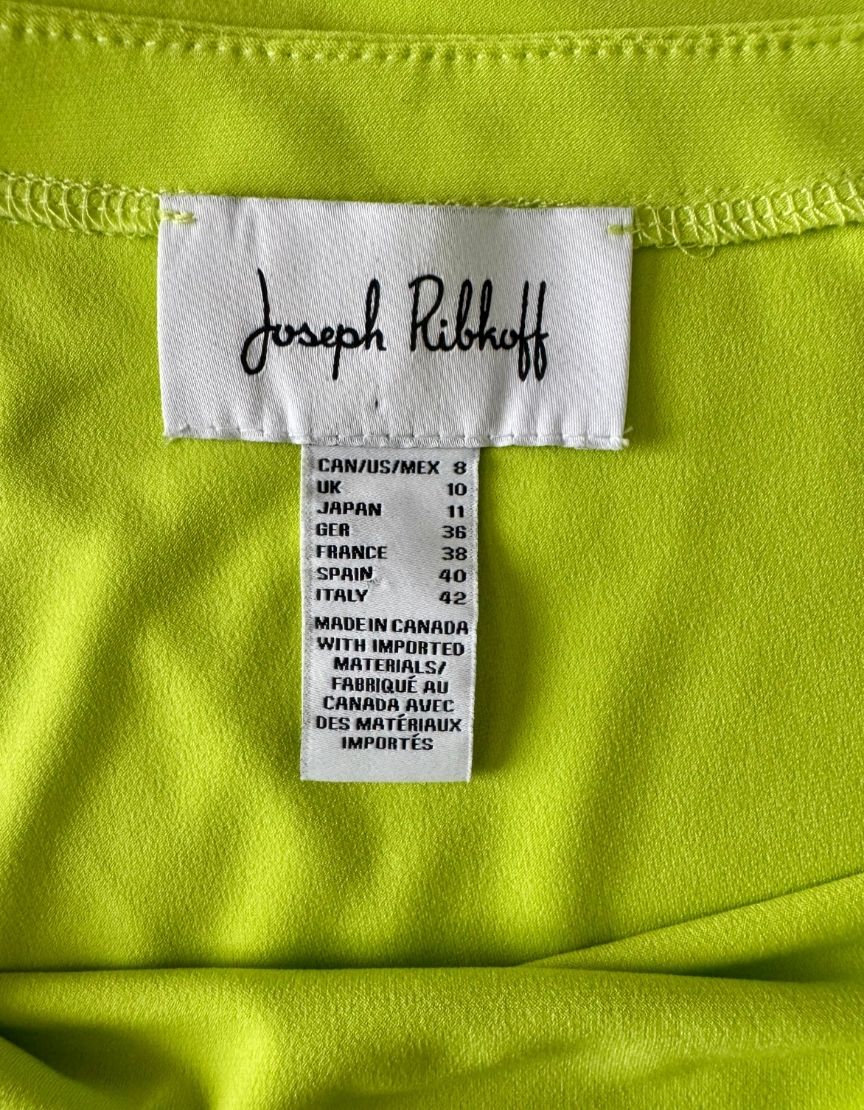 Joseph Ribkoff
CAN/US/MEX 8
UK 10
JAPAN 11
GER 36
FRANCE 38
SPAIN 40
ITALY 42
MADE IN CANADA
WITH IMPORTED
MATERIALS/
FABRIQUÉ AU
CANADA AVEC
DES MATÉRIAUX
IMPORTÉS